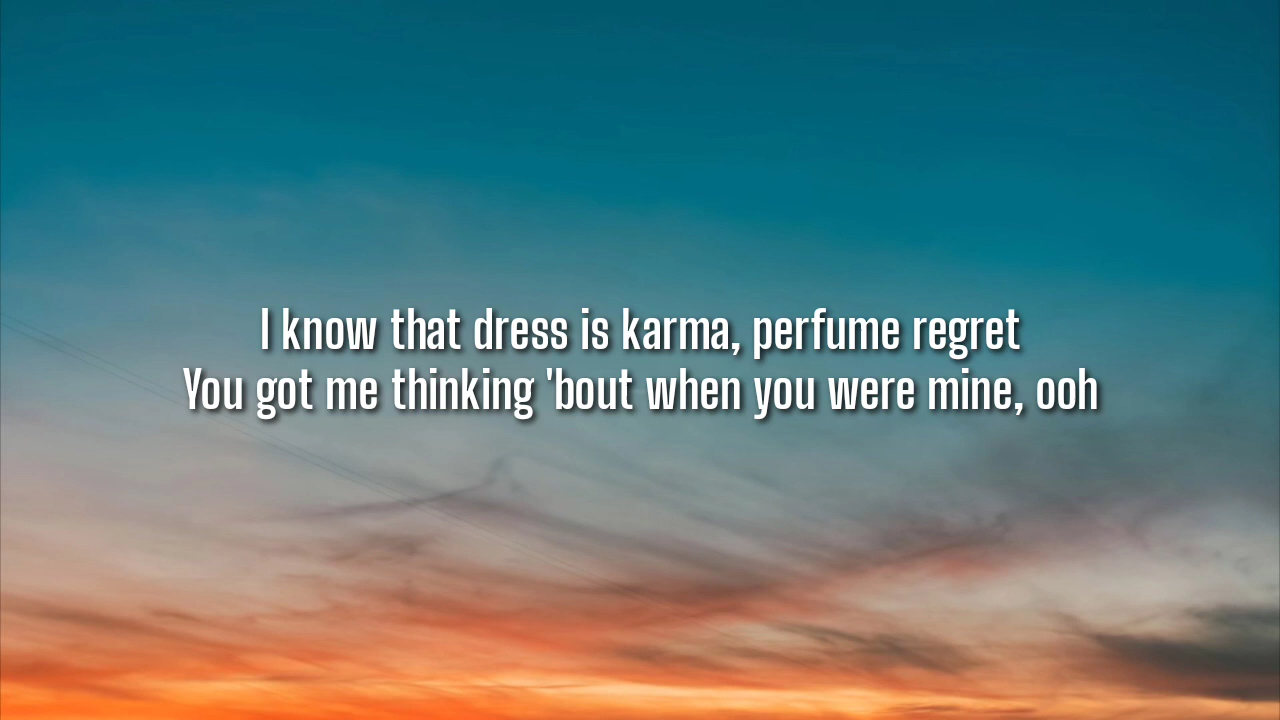 I know that dress is karma, perfume regret
You got me thinking 'bout when you were mine, ooh